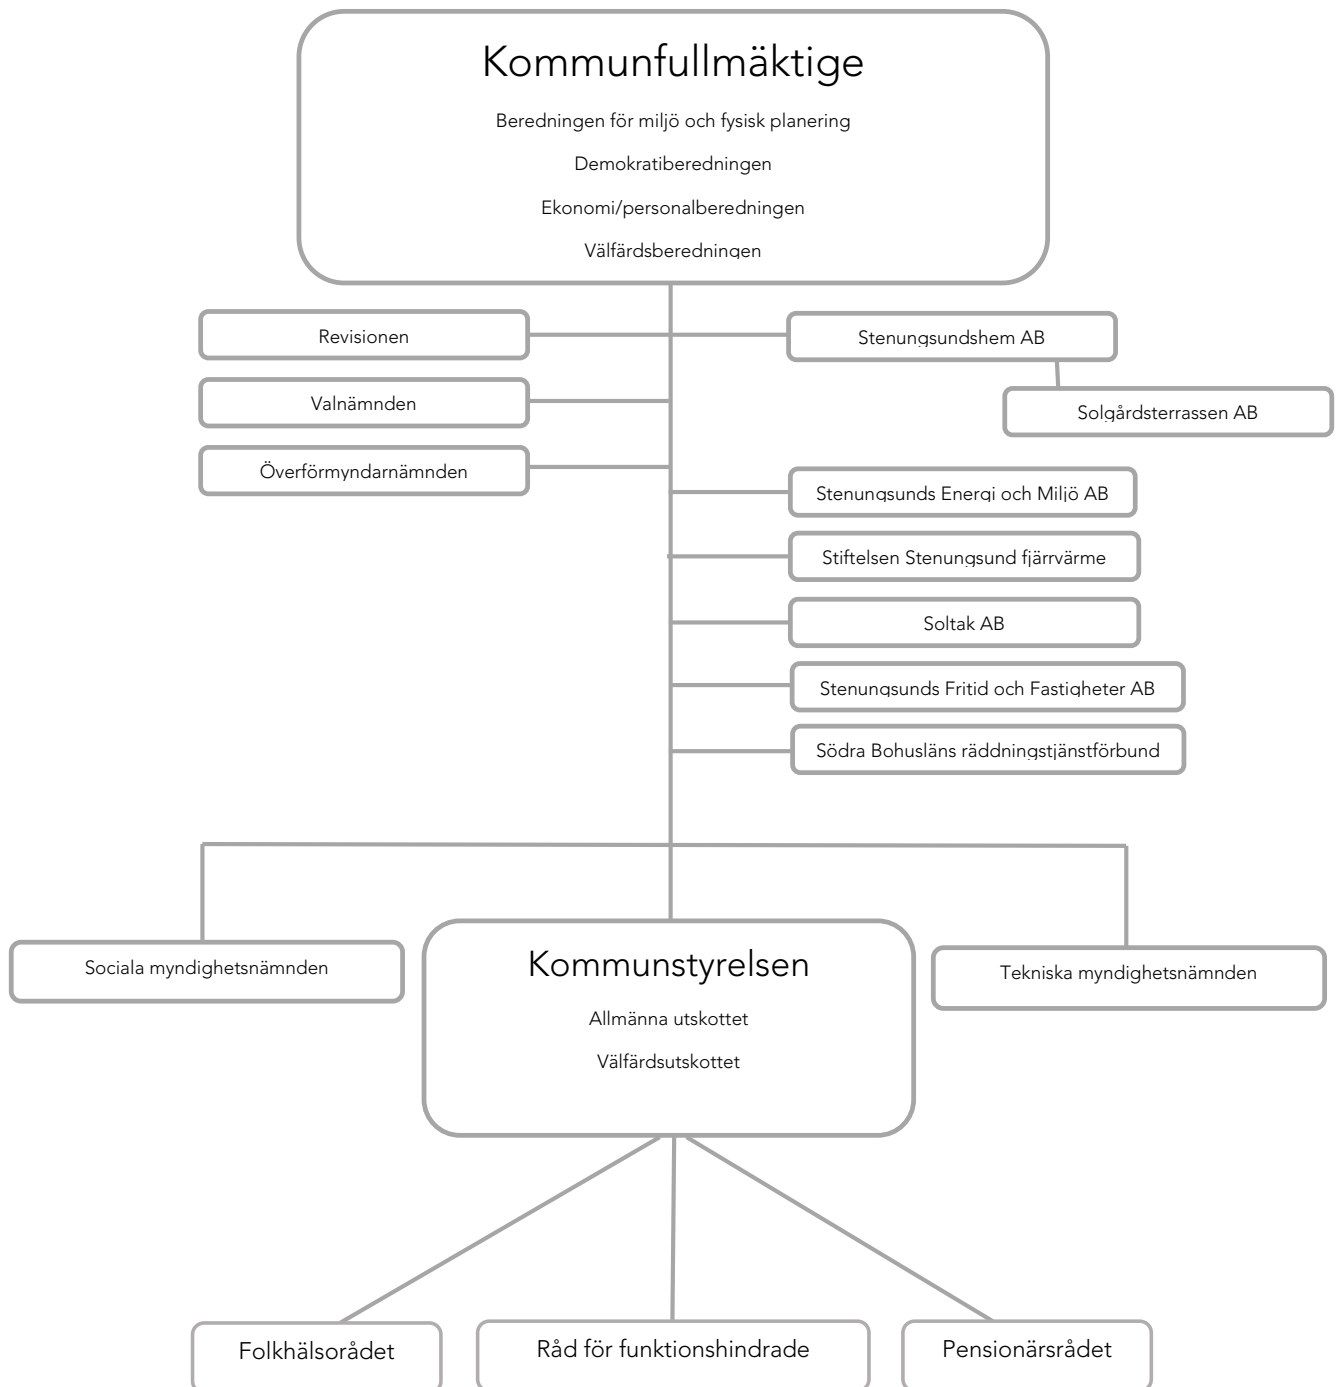 Kommunfullmäktige
Beredningen för miljö och fysisk planering
Demokratiberedningen
Ekonomi/personalberedningen
Välfärdsberedningen
Revisionen
Stenungsundshem AB
Valnämnden
Solgårdsterrassen AB
Överförmyndarnämnden
Stenungsunds Energi och Miljö AB
Stiftelsen Stenungsund fjärrvärme
Soltak AB
Stenungsunds Fritid och Fastigheter AB
Södra Bohusläns räddningstjänstförbund
Sociala myndighetsnämnden
Kommunstyrelsen
Tekniska myndighetsnämnden
Allmänna utskottet
Välfärdsutskottet
Folkhälsorådet
Råd för funktionshindrade
Pensionärsrådet